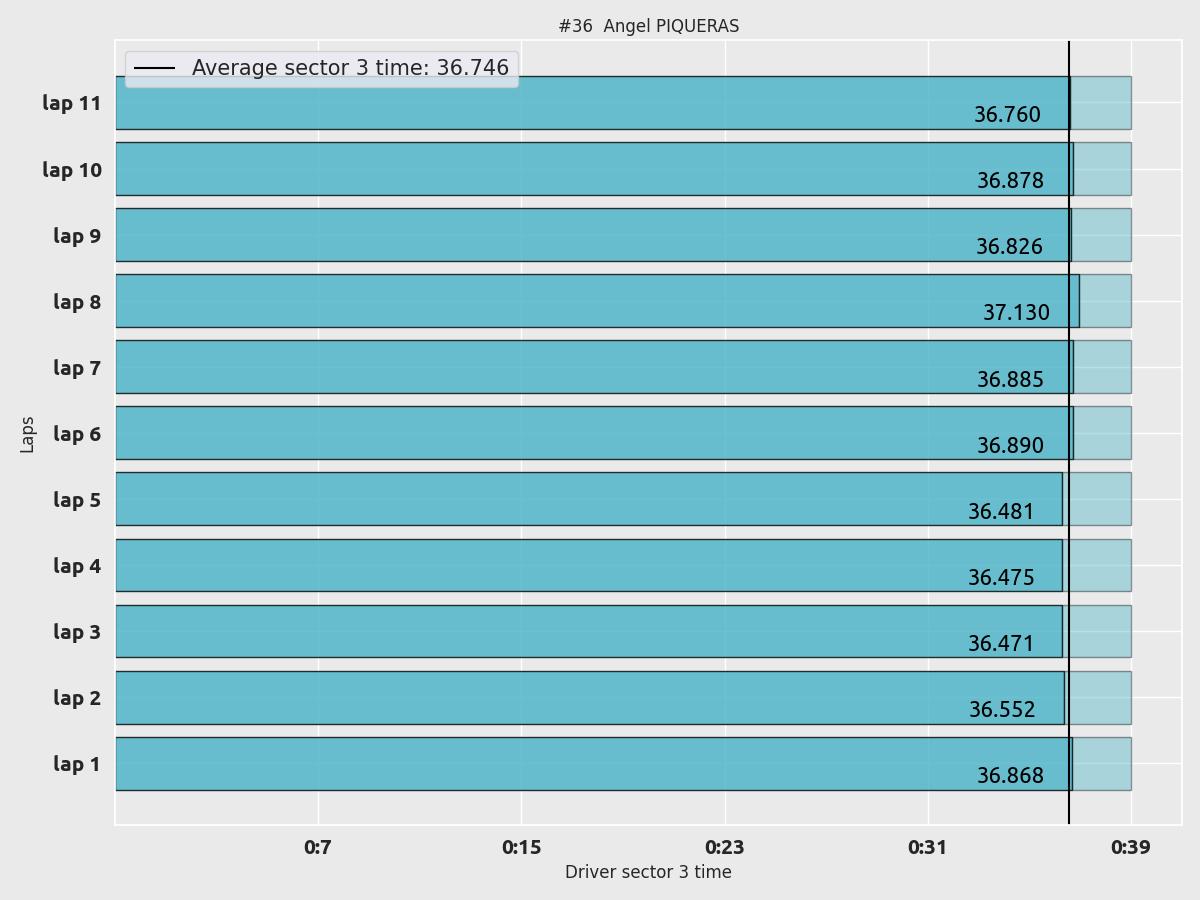 #36  Angel PIQUERAS
Average sector 3 time: 36.746
lap 11
36.760
lap 10
36.878
lap 9
36.826
lap 8
37.130
lap 7
36.885
lap 6
36.890
lap 5
36.481
lap 4
36.475
lap 3
36.471
lap 2
36.552
lap 1
36.868
Laps
0:7
0:15
0:23
0:31
0:39
Driver sector 3 time